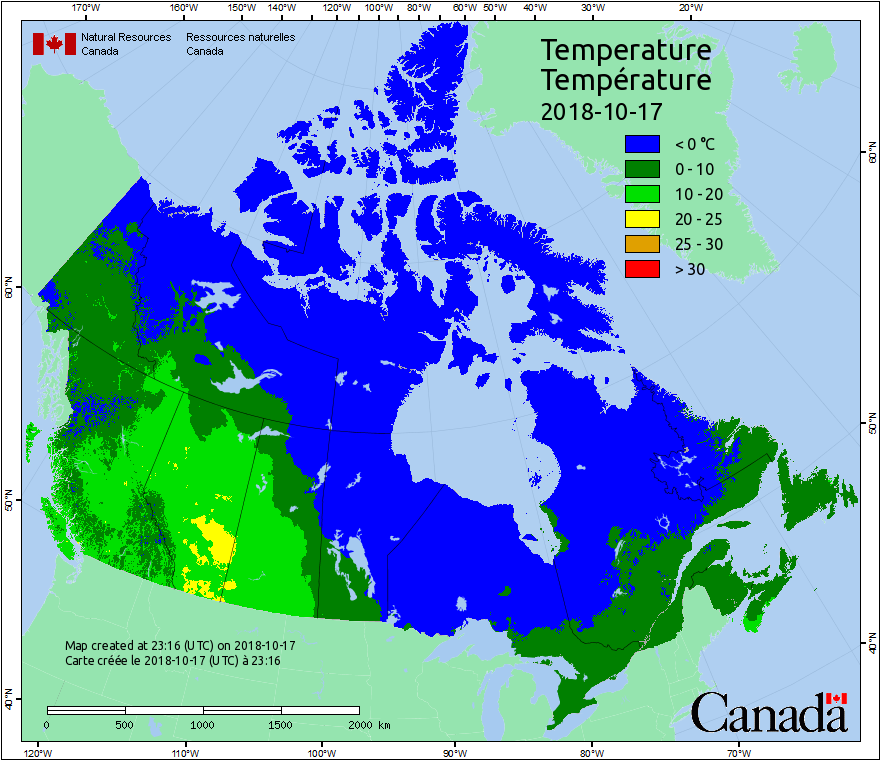 170°W 160°W 150°W 140°W 130°W 120°W 110°W 100°W 90°W 80°W 60°W 50°W 40°W 30°W 20°W
Natural Resources Ressources naturelles
Canada Canada
Temperature
Température
2018-10-17
< 0 °C
0 - 10
10 - 20
20 - 25
25 - 30
> 30
60°N 60°N
50°N 50°N
40°N 40°N
Map created at 23:16 (UTC) on 2018-10-17
Carte créée le 2018-10-17 (UTC) à 23:16
0 500 1000 1500 2000 km
Canada
120°W 110°W 100°W 90°W 80°W 70°W